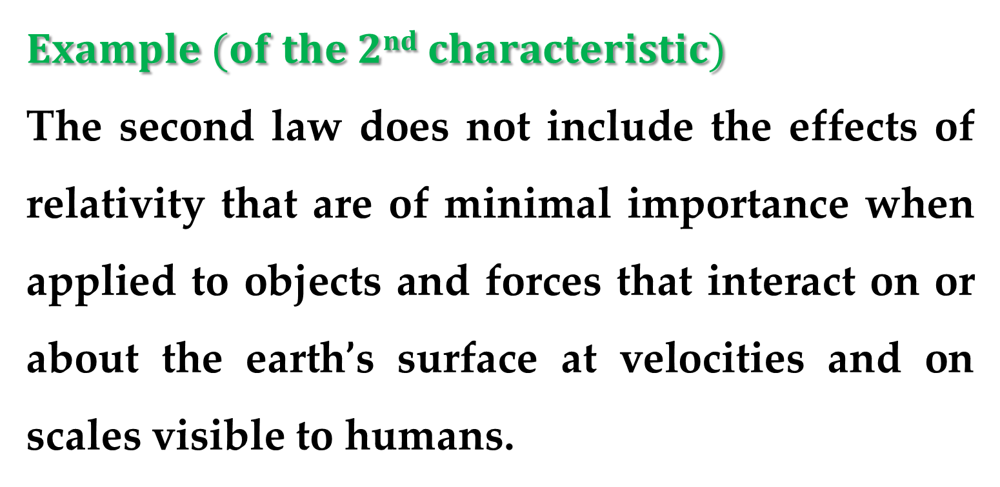 Example (of the 2nd characteristic)
The second law does not include the effects of
relativity that are of minimal importance when
applied to objects and forces that interact on or
about the earth’s surface at velocities and on
scales visible to humans.